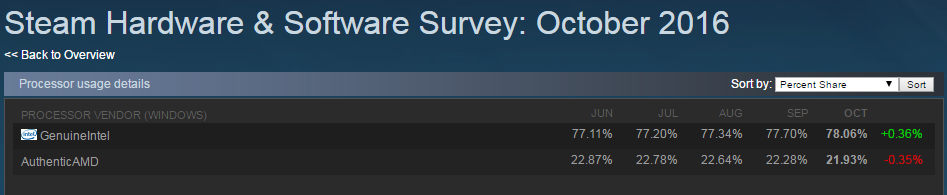 Steam Hardware & Software Survey: October 2016
<< Back to Overview
Processor usage details Sort by: Percent Share Sort
PROCESSOR VENDOR (WINDOWS) JUN JUL AUG SEP OCT
intel GenuineIntel 77.11% 77.20% 77.34% 77.70% 78.06% +0.36%
AuthenticAMD 22.87% 22.78% 22.64% 22.28% 21.93% -0.35%